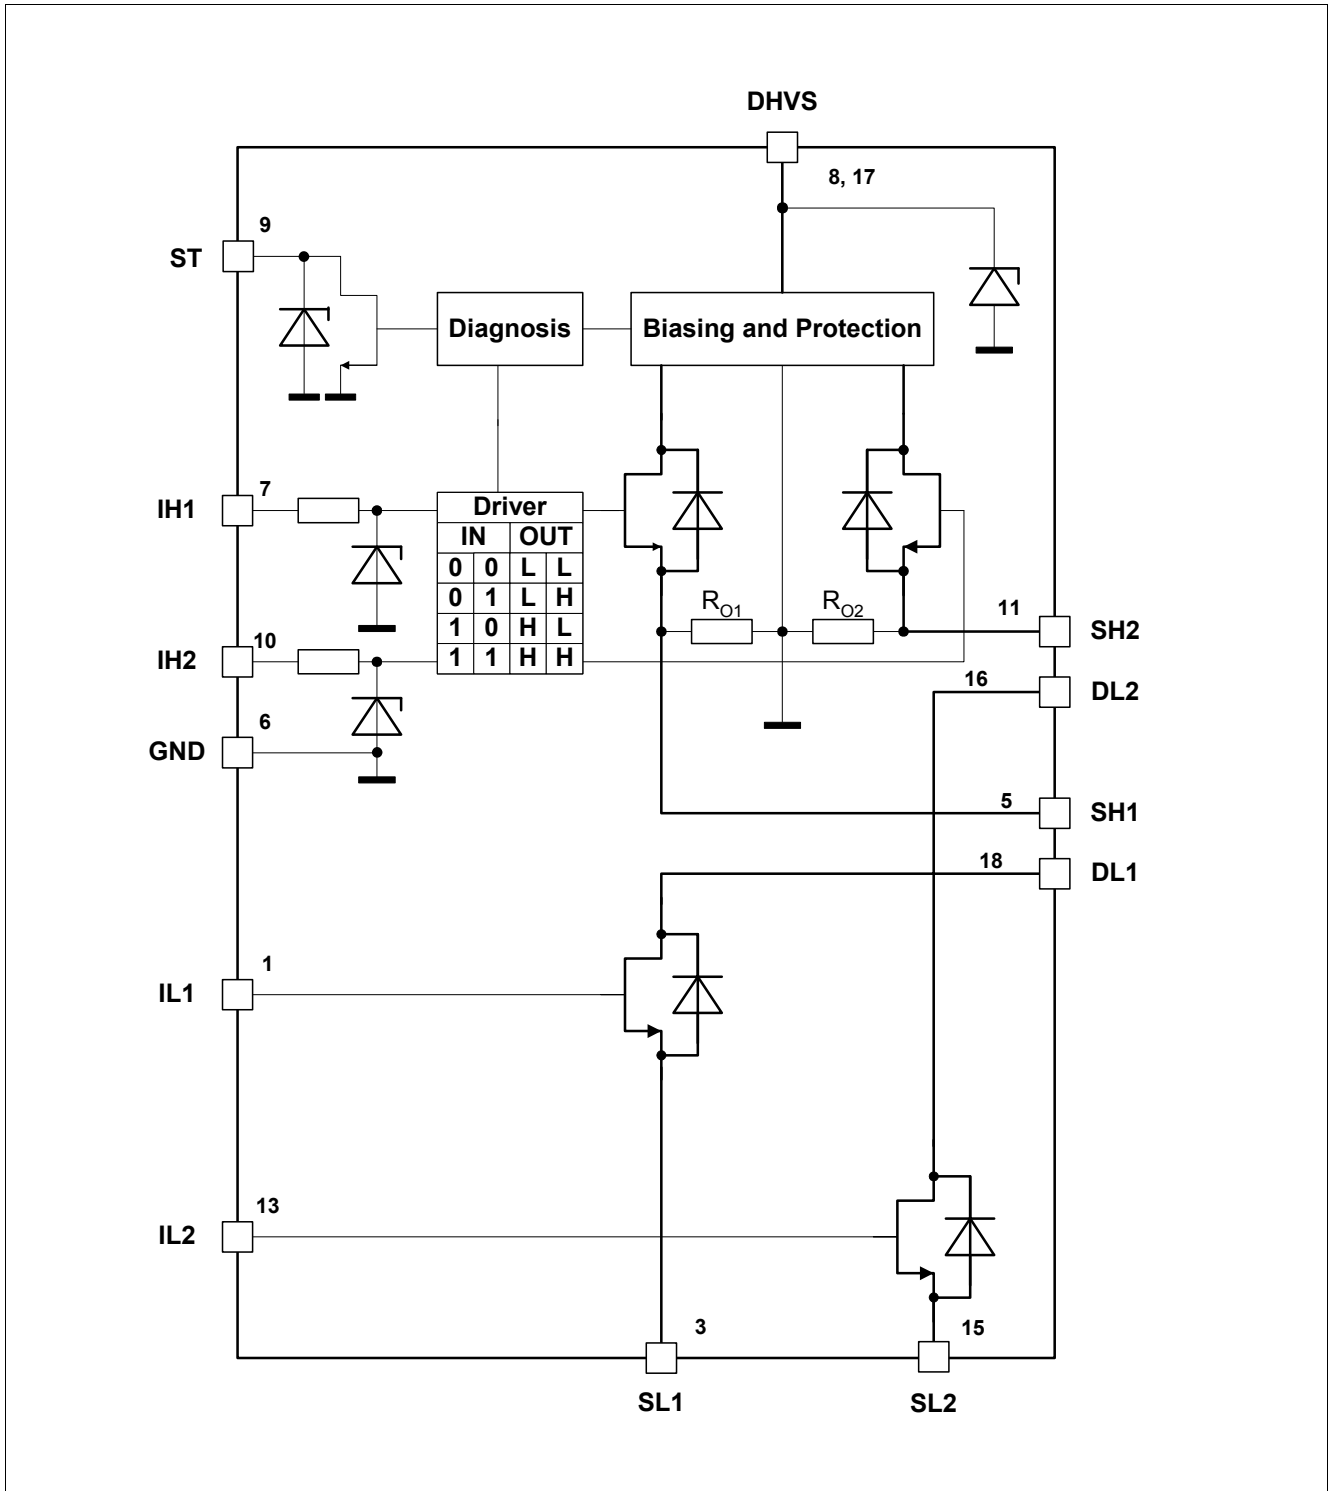 DHVS
8, 17
9
ST
Diagnosis
Biasing and Protection
7
IH1
Driver
IN OUT
0 0 L L
0 1 L H
1 0 H L
1 1 H H
RO1
RO2
11
SH2
10
IH2
16
DL2
6
GND
5
SH1
18
DL1
1
IL1
13
IL2
3
15
SL1
SL2